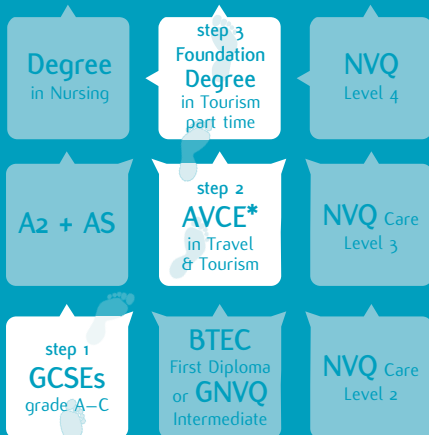 Degree
in Nursing
step 3
Foundation
Degree
in Tourism
part time
NVQ
Level 4
A2 + AS
step 2
AVCE*
in Travel
& Tourism
NVQ Care
Level 3
step 1
GCSEs
grade A–C
BTEC
First Diploma
or GNVQ
Intermediate
NVQ Care
Level 2